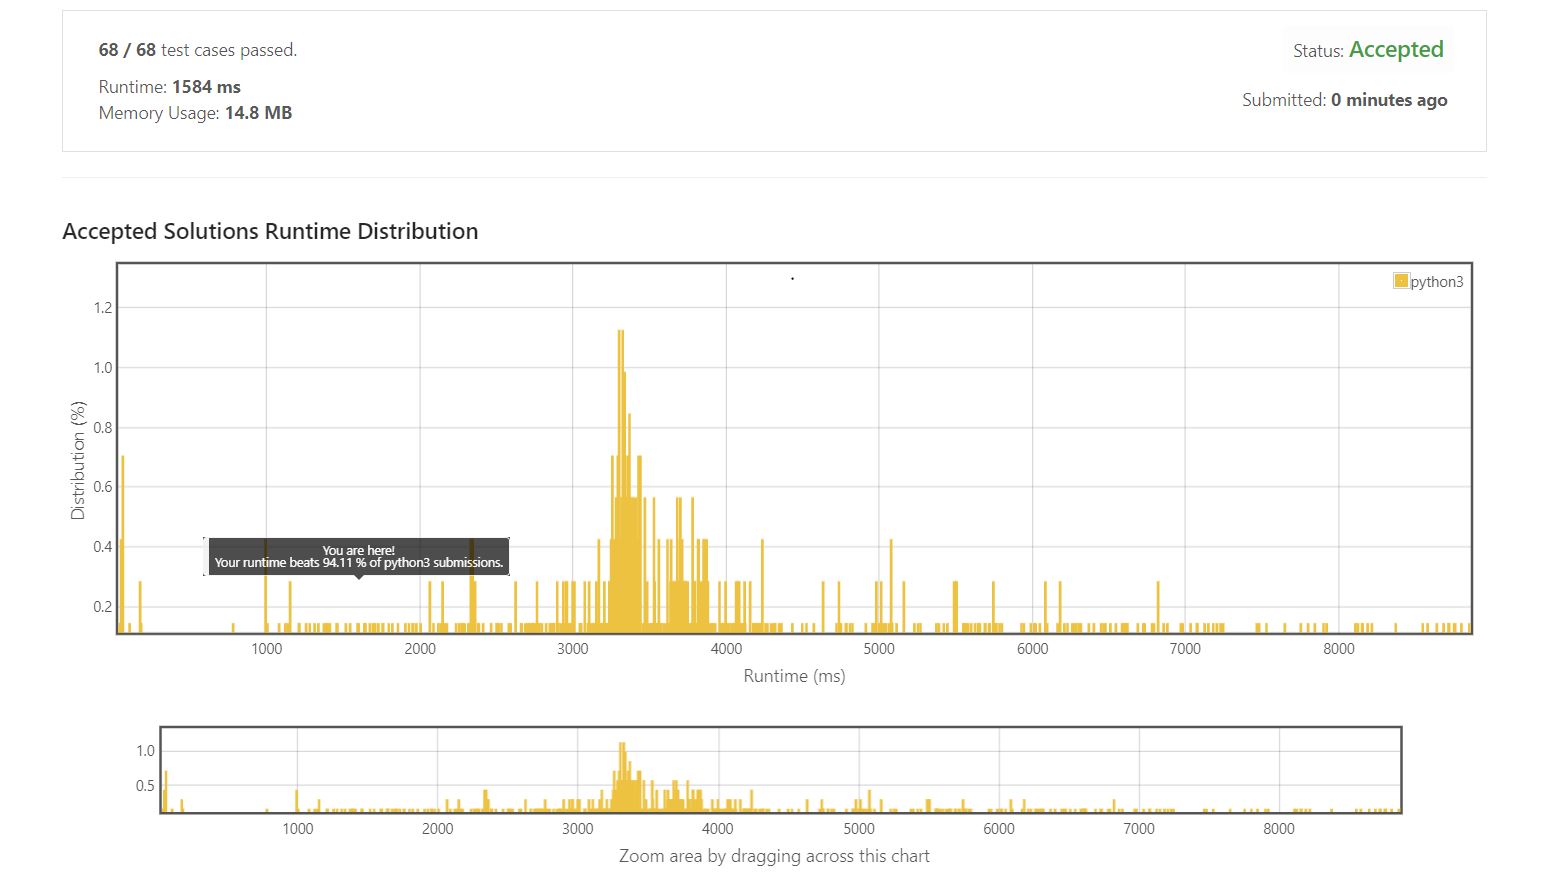 68 / 68 test cases passed.
Status: Accepted
Runtime: 1584 ms
Submitted: 0 minutes ago
Memory Usage: 14.8 MB
Accepted Solutions Runtime Distribution
python3
1.2
1.0
0.8
0.6
0.4
0.2
Distribution (%)
You are here!
Your runtime beats 94.11 % of python3 submissions.
1000 2000 3000 4000 5000 6000 7000 8000
Runtime (ms)
1.0
0.5
1000 2000 3000 4000 5000 6000 7000 8000
Zoom area by dragging across this chart